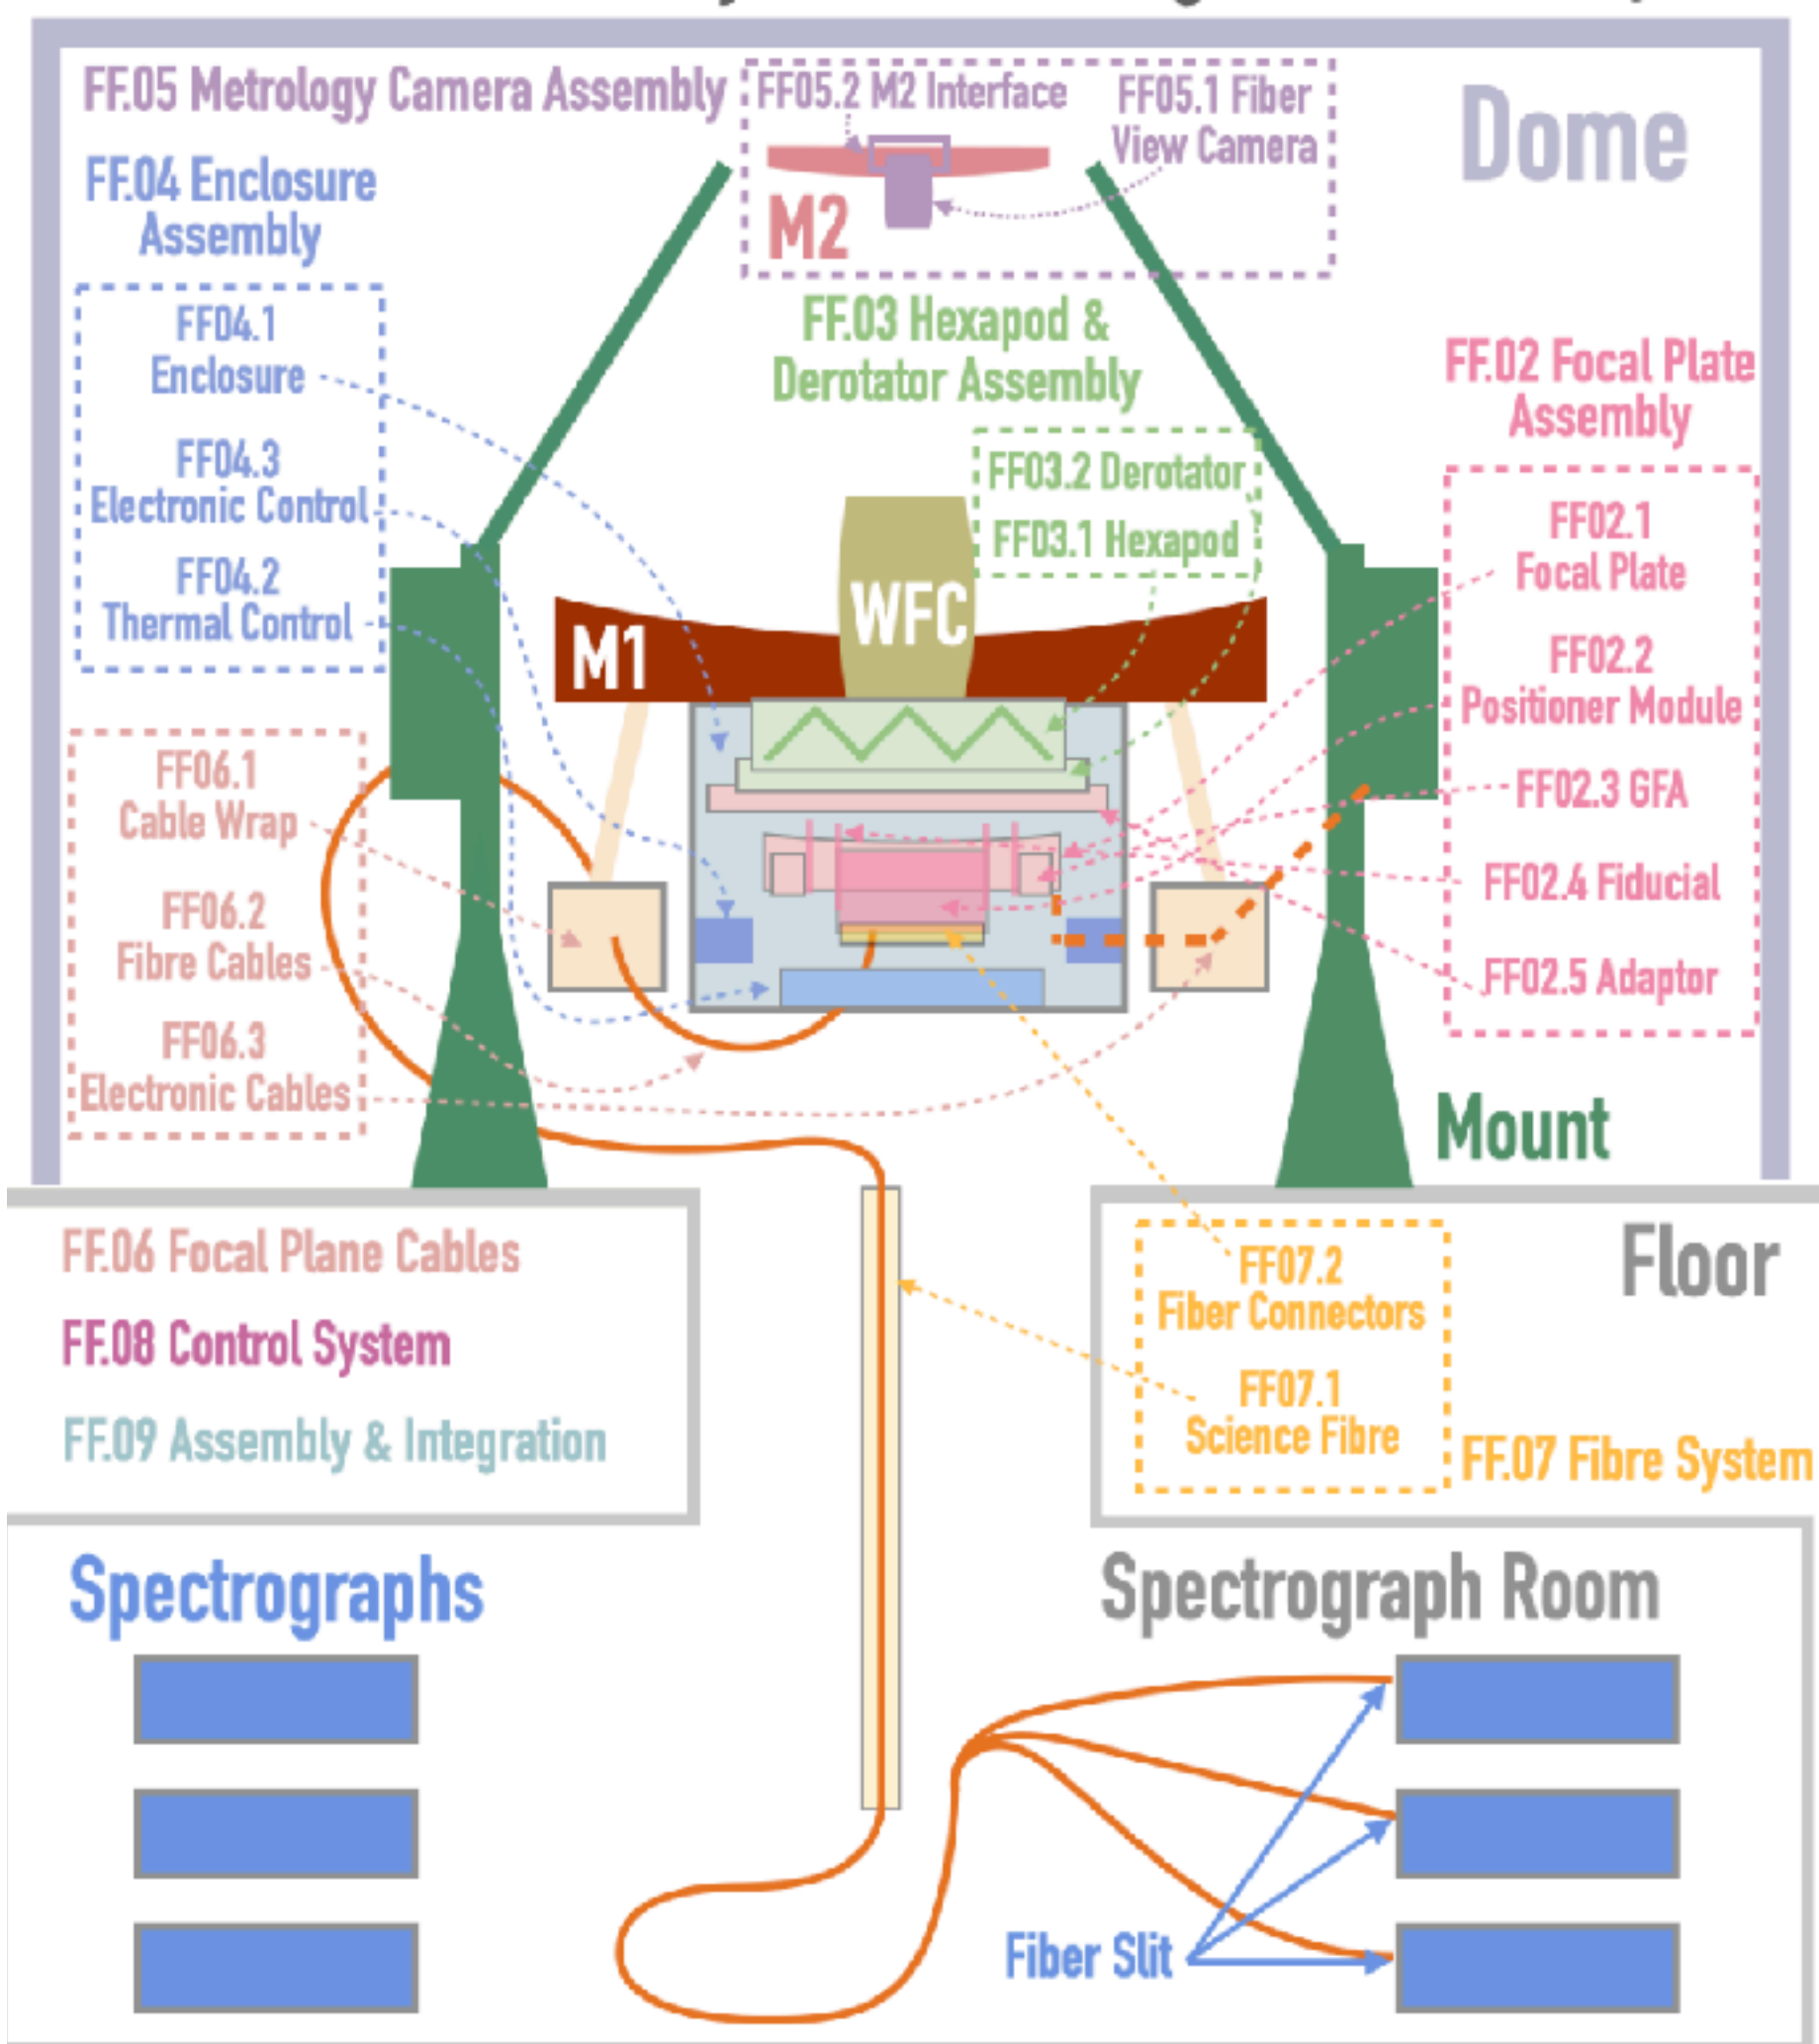 FF.05 Metrology Camera Assembly
FF05.2 M2 Interface
FF05.1 Fiber
View Camera
M2
Dome
FF.04 Enclosure
Assembly
FF04.1
Enclosure
FF04.3
Electronic Control
FF04.2
Thermal Control
FF.03 Hexapod &
Derotator Assembly
FF03.2 Derotator
FF03.1 Hexapod
FF.02 Focal Plate
Assembly
FF02.1
Focal Plate
FF02.2
Positioner Module
FF02.3 GFA
FF02.4 Fiducial
FF02.5 Adaptor
WFC
M1
FF06.1
Cable Wrap
FF06.2
Fibre Cables
FF06.3
Electronic Cables
Mount
FF.06 Focal Plane Cables
FF.08 Control System
FF.09 Assembly & Integration
Floor
FF07.2
Fiber Connectors
FF07.1
Science Fibre
FF.07 Fibre System
Spectrographs
Spectrograph Room
Fiber Slit